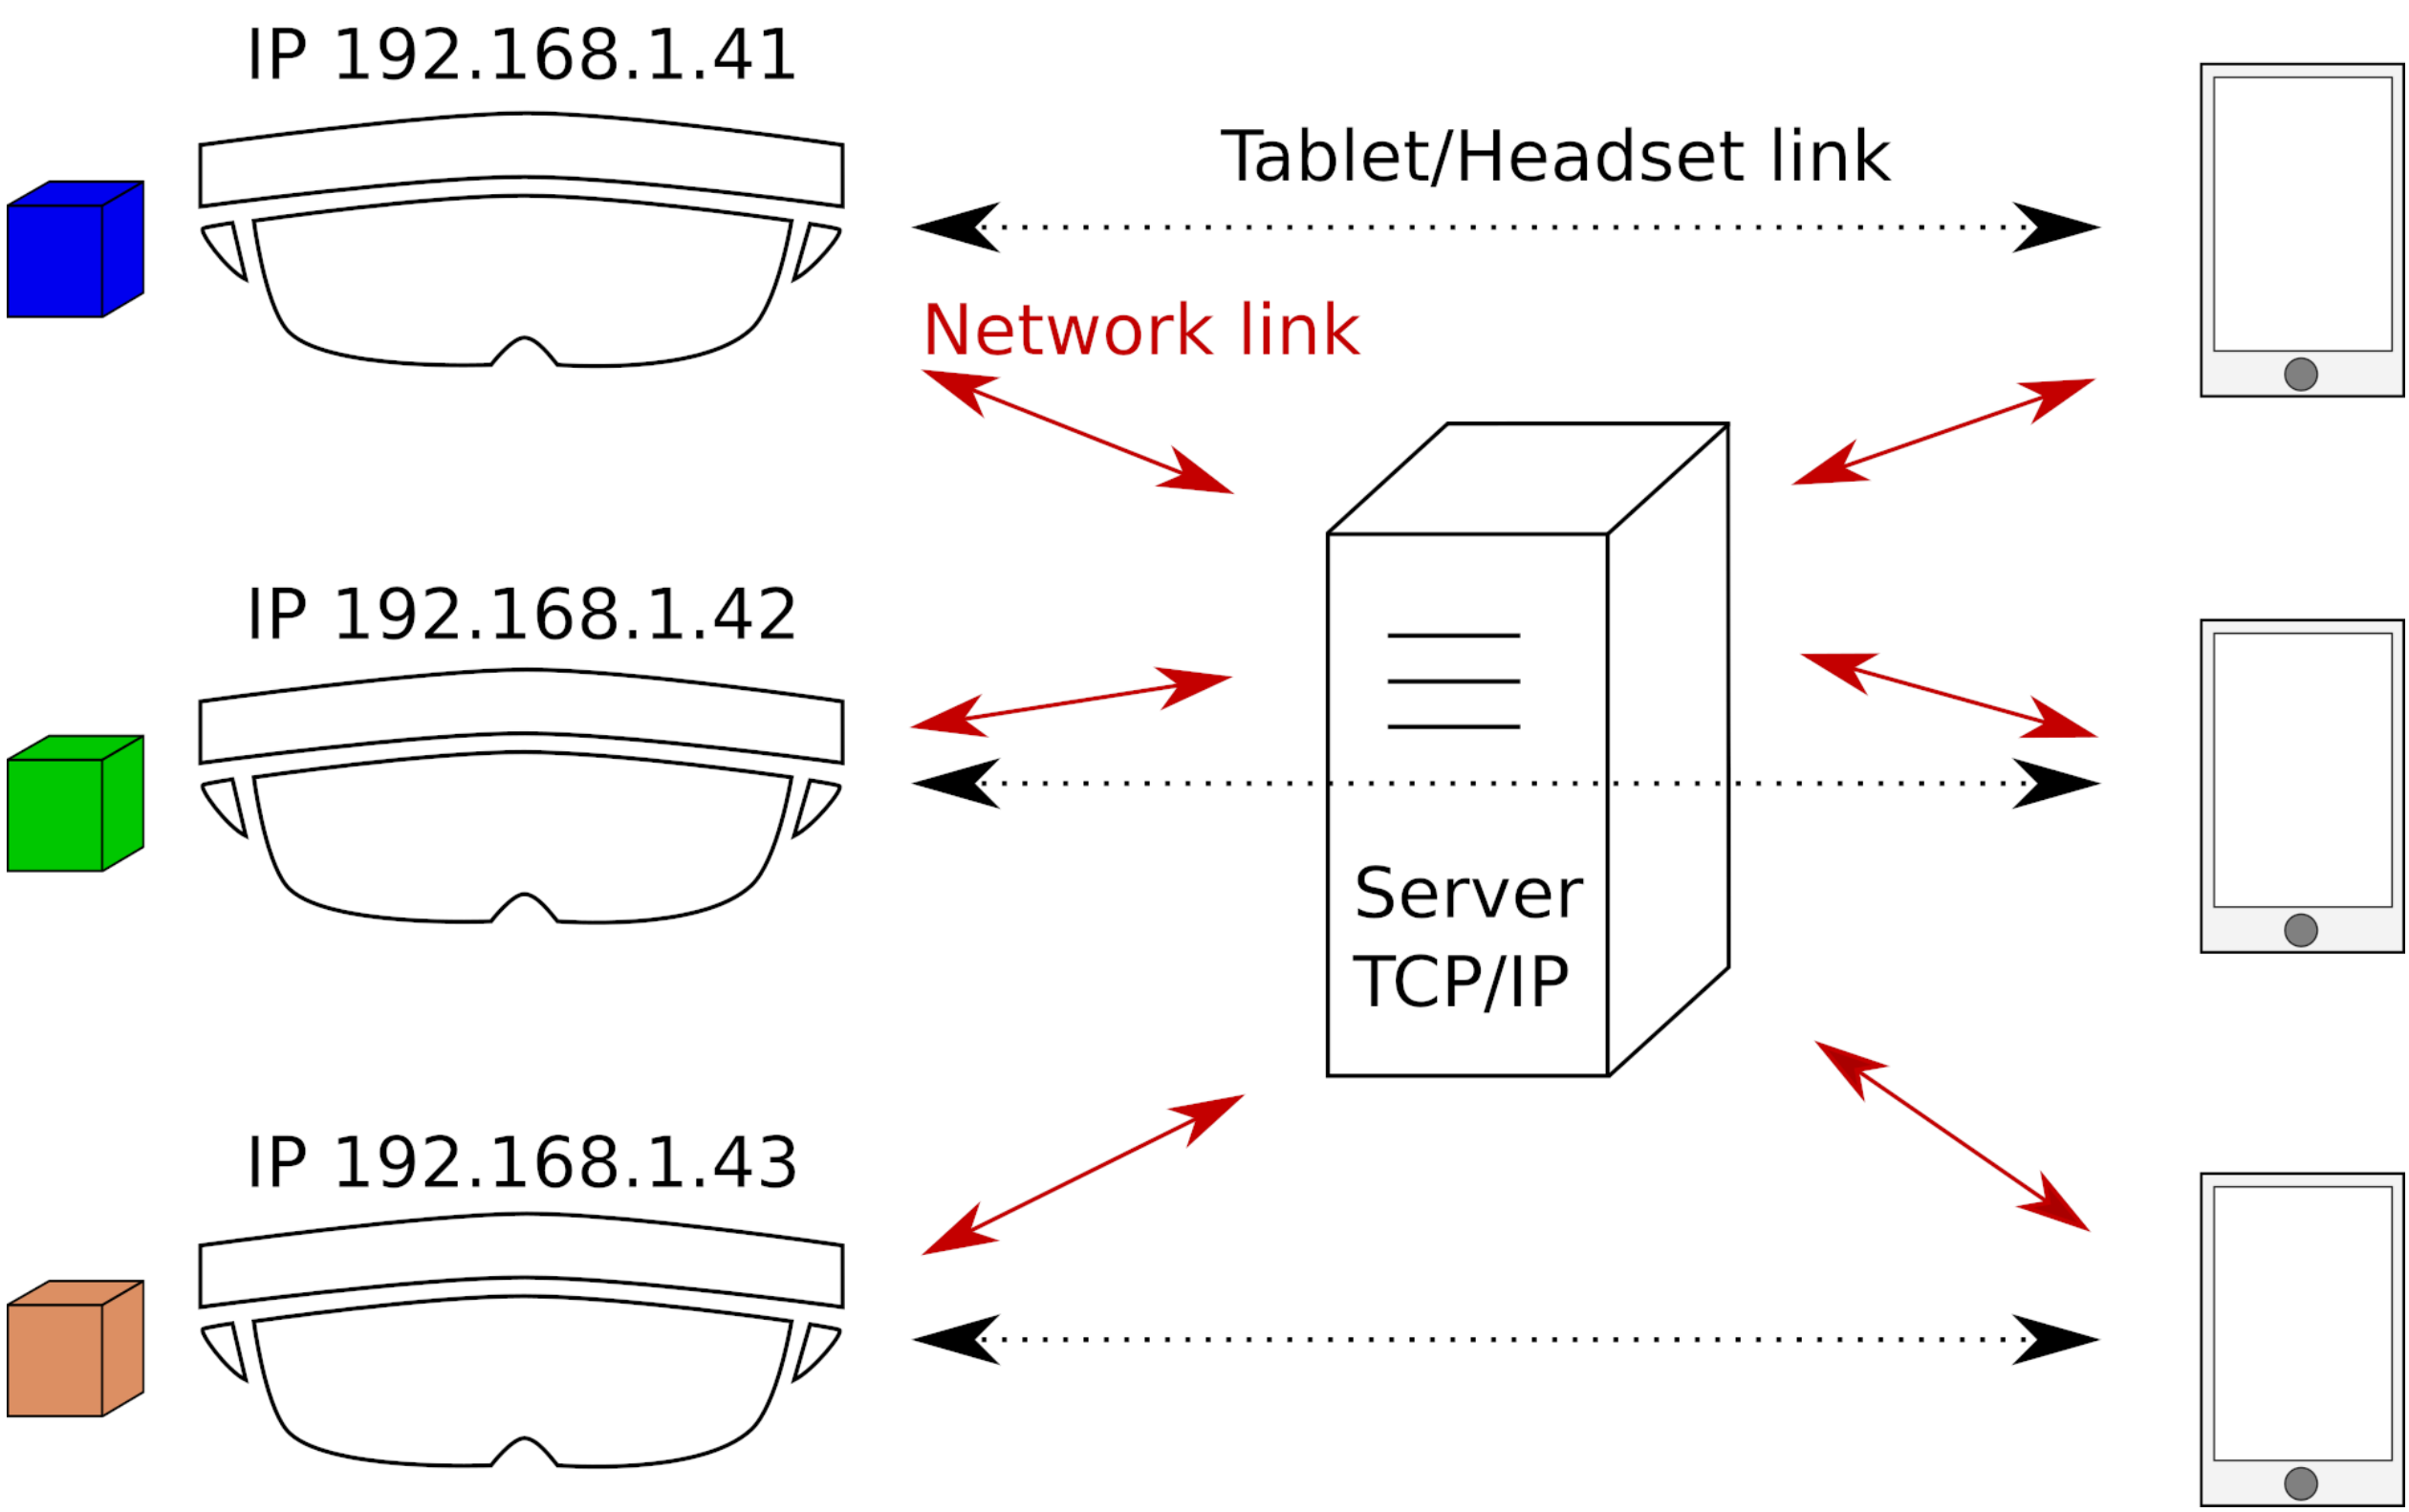 IP 192.168.1.41
Tablet/Headset link
Network link
IP 192.168.1.42
Server
TCP/IP
IP 192.168.1.43